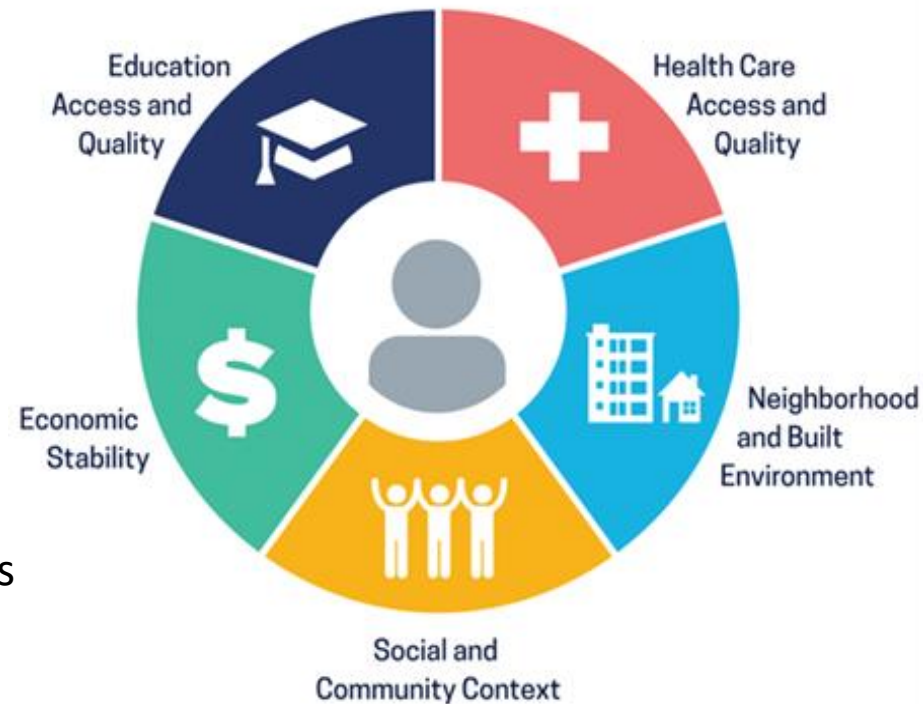 Education
Access and
Quality
Health Care
Access and
Quality
Economic
Stability
Neighborhood
and Built
Environment
s
Social and
Community Context